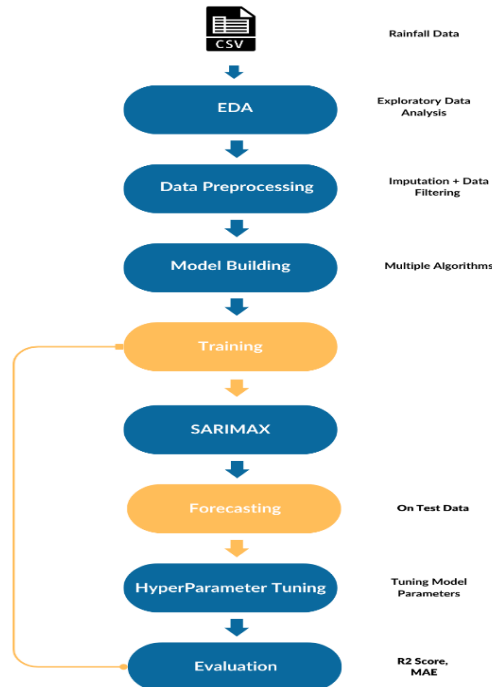 CSV
Rainfall Data
EDA
Exploratory Data
Analysis
Data Preprocessing
Imputation + Data
Filtering
Model Building
Multiple Algorithms
Training
SARIMAX
Forecasting
On Test Data
HyperParameter Tuning
Tuning Model
Parameters
Evaluation
R2 Score,
MAE